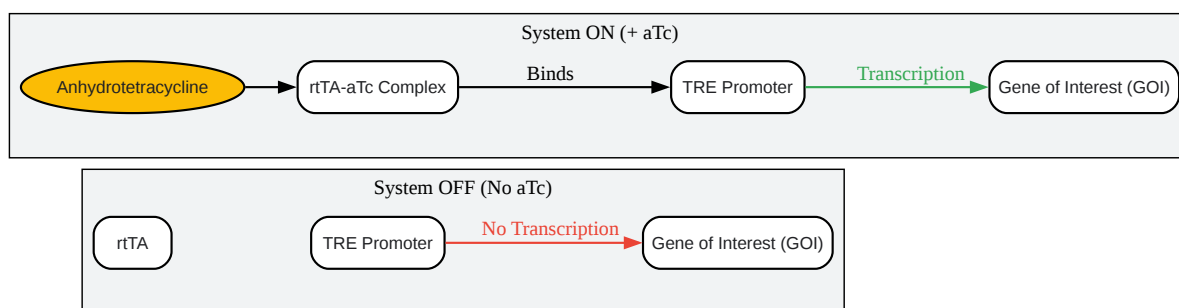 System ON (+ aTc)
Anhydrotetracycline
rtTA-aTc Complex
Binds
TRE Promoter
Transcription
Gene of Interest (GOI)
System OFF (No aTc)
rtTA
TRE Promoter
No Transcription
Gene of Interest (GOI)